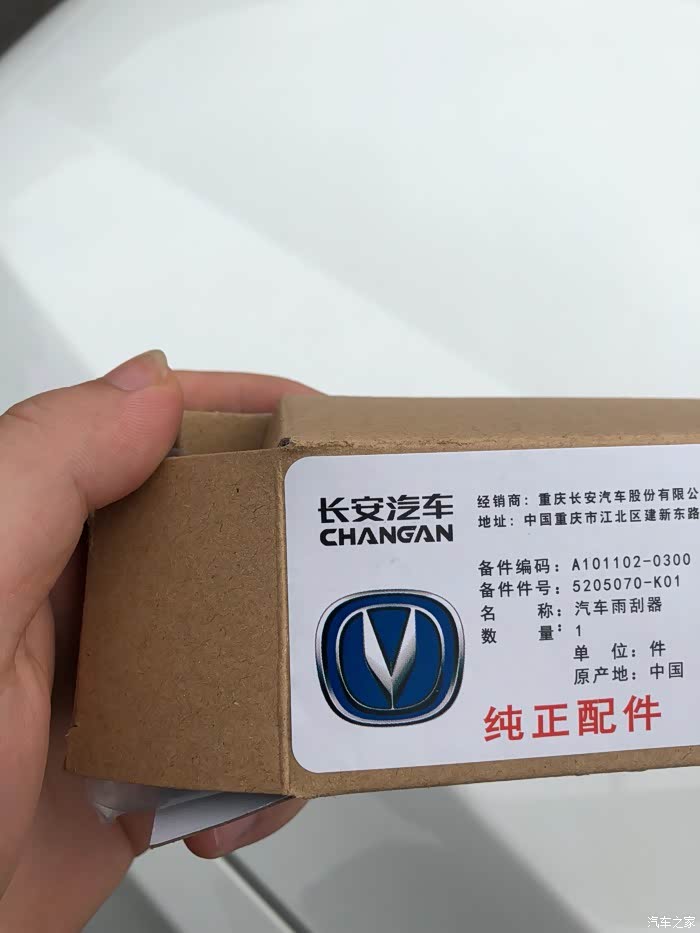 长安汽车
CHANGAN
经销商：重庆长安汽车股份有限公
地址：中国重庆市江北区建新东路
备件编码：A101102-0300
备件件号：5205070-K01
名 称：汽车雨刮器
数 量：1
单 位：件
原产地：中国
纯正配件
汽车之家